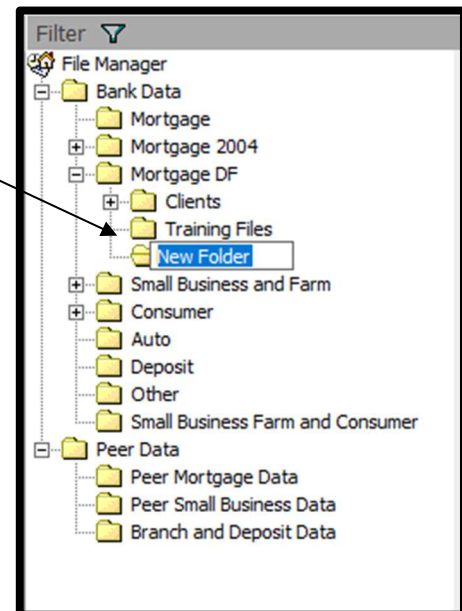 Filter
File Manager
Bank Data
Mortgage
Mortgage 2004
Mortgage DF
Clients
Training Files
New Folder
Small Business and Farm
Consumer
Auto
Deposit
Other
Small Business Farm and Consumer
Peer Data
Peer Mortgage Data
Peer Small Business Data
Branch and Deposit Data